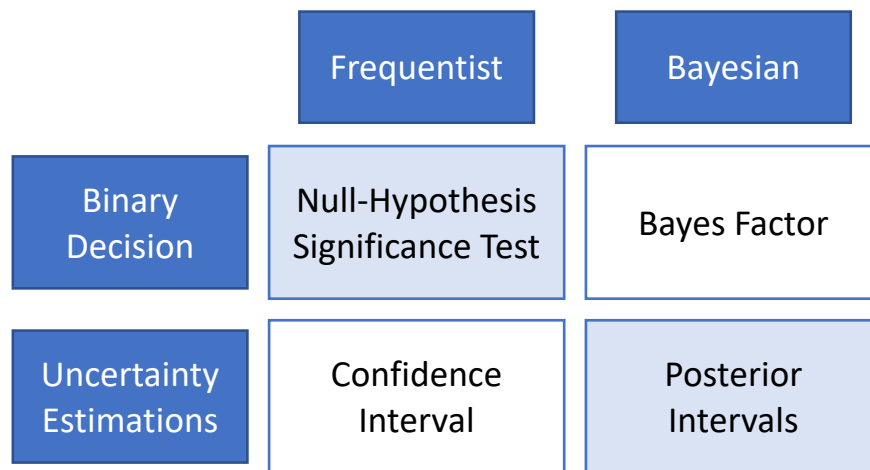 Frequentist
Bayesian
Binary
Decision
Null-Hypothesis
Significance Test
Bayes Factor
Uncertainty
Estimations
Confidence
Interval
Posterior
Intervals